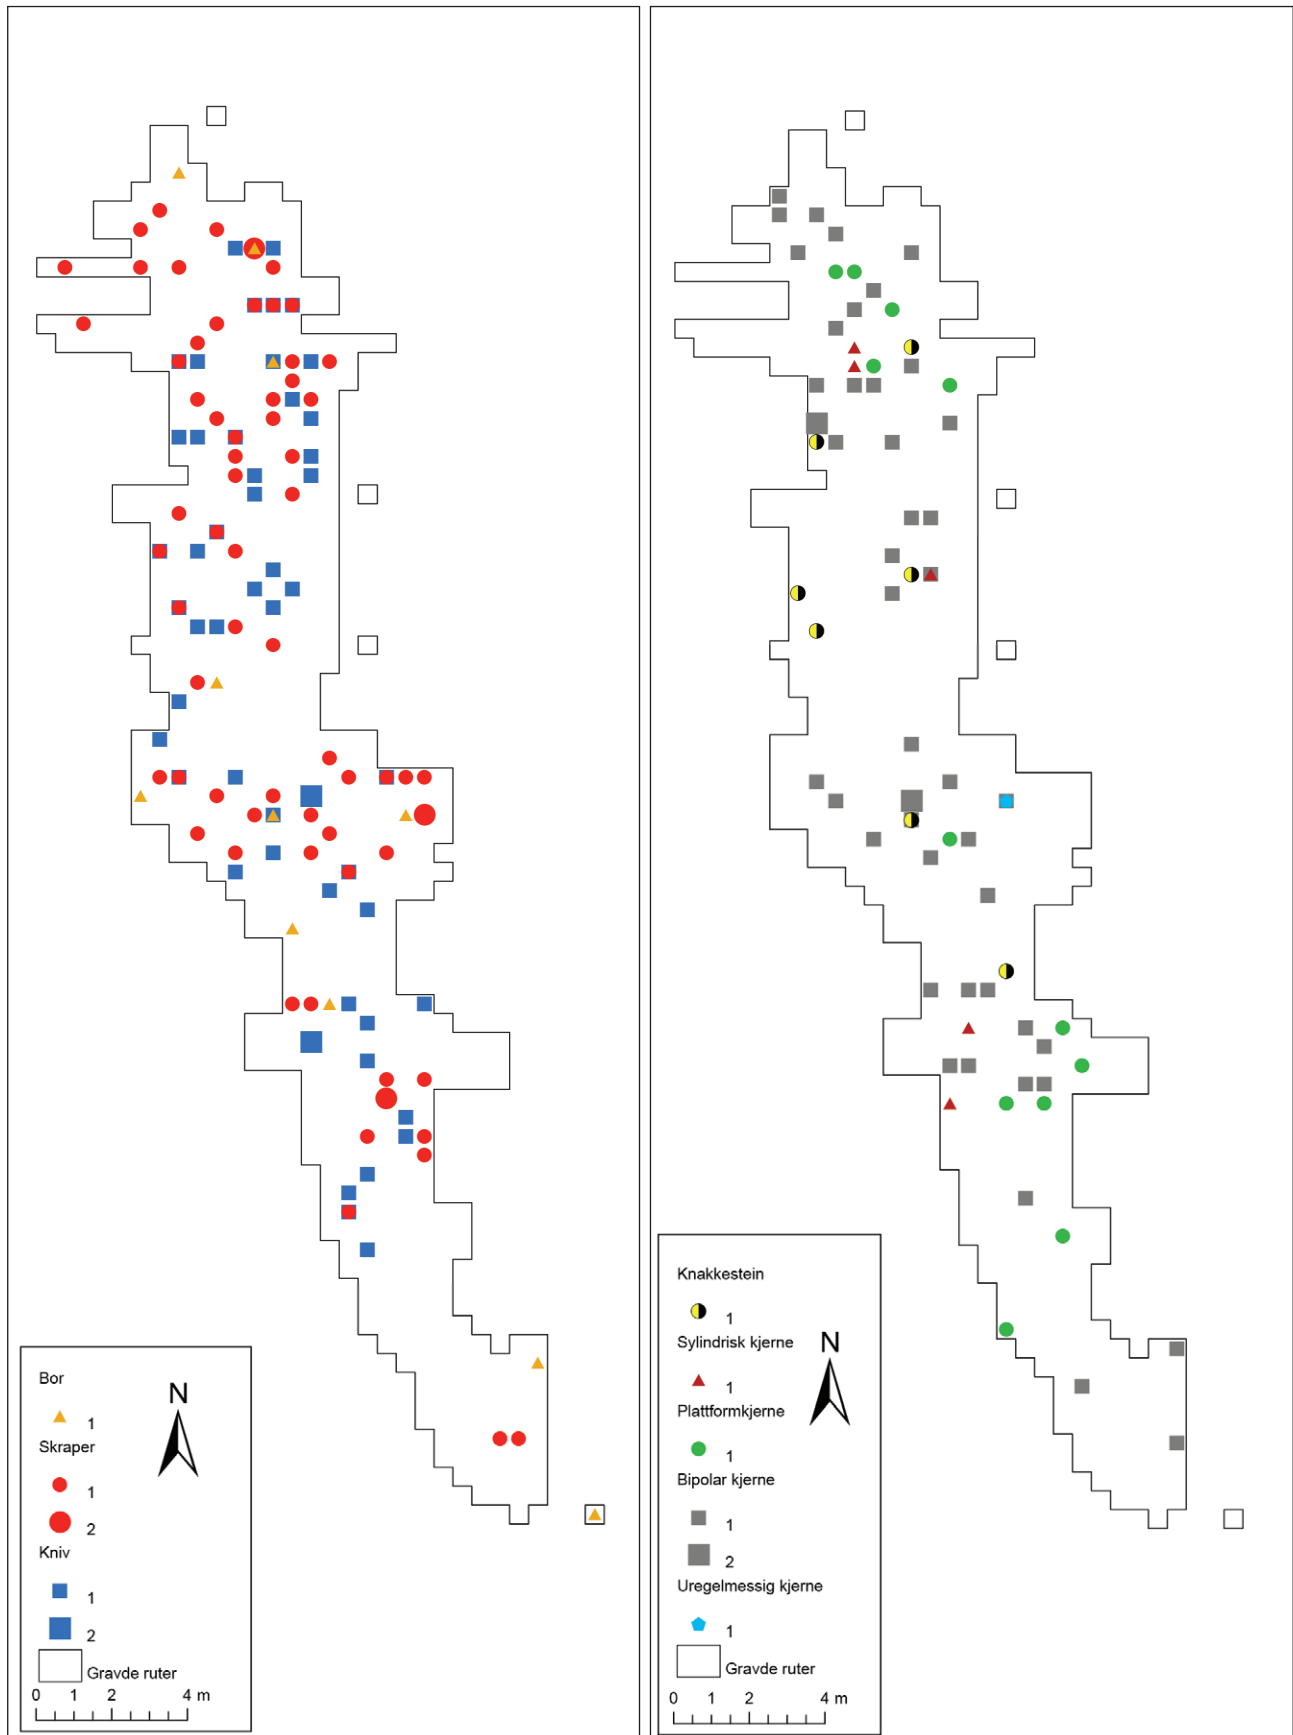 Bor
1
Skraper
1
2
Kniv
1
2
Gravde ruter
0 1 2 4 m
N
Knakkestein
1
Sylindrisk kjerne
1
Plattformkjerne
1
Bipolar kjerne
1
2
Uregelmessig kjerne
1
Gravde ruter
0 1 2 4 m
N